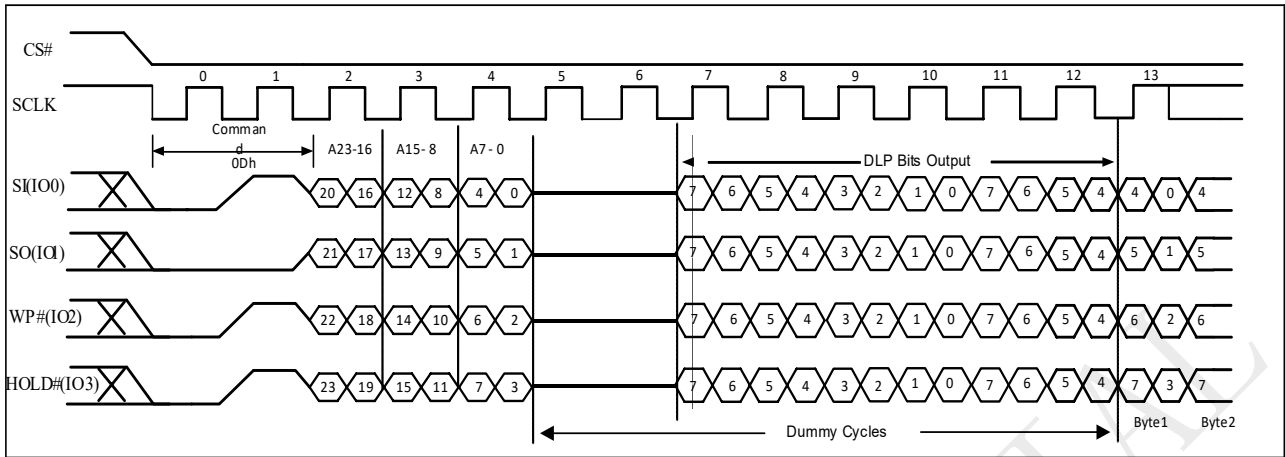 CS#
0 1 2 3 4 5 6 7 8 9 10 11 12 13
SCLK
Comman
d
0Dh
A23-16 A15-8 A7-0
DLP Bits Output
SI(IO0) 20 16 12 8 4 0 7 6 5 4 3 2 1 0 7 6 5 4 4 0 4
SO(IO1) 21 17 13 9 5 1 7 6 5 4 3 2 1 0 7 6 5 4 5 1 5
WP#(IO2) 22 18 14 10 6 2 7 6 5 4 3 2 1 0 7 6 5 4 6 2 6
HOLD#(IO3) 23 19 15 11 7 3 7 6 5 4 3 2 1 0 7 6 5 4 7 3 7
Byte1 Byte2
Dummy Cycles